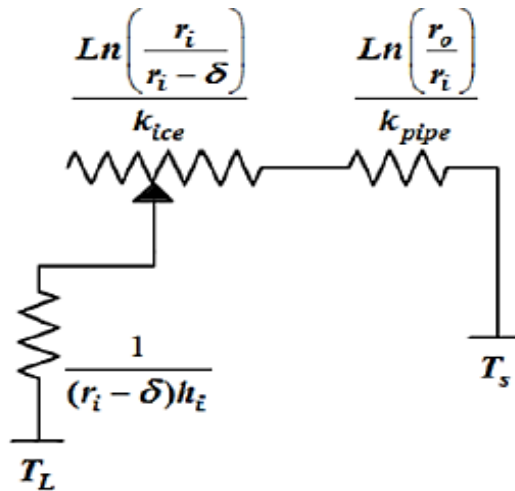 Ln(r_i / (r_i − δ)) / k_ice
Ln(r_o / r_i) / k_pipe
1 / ((r_i − δ)h_i)
T_s
T_L